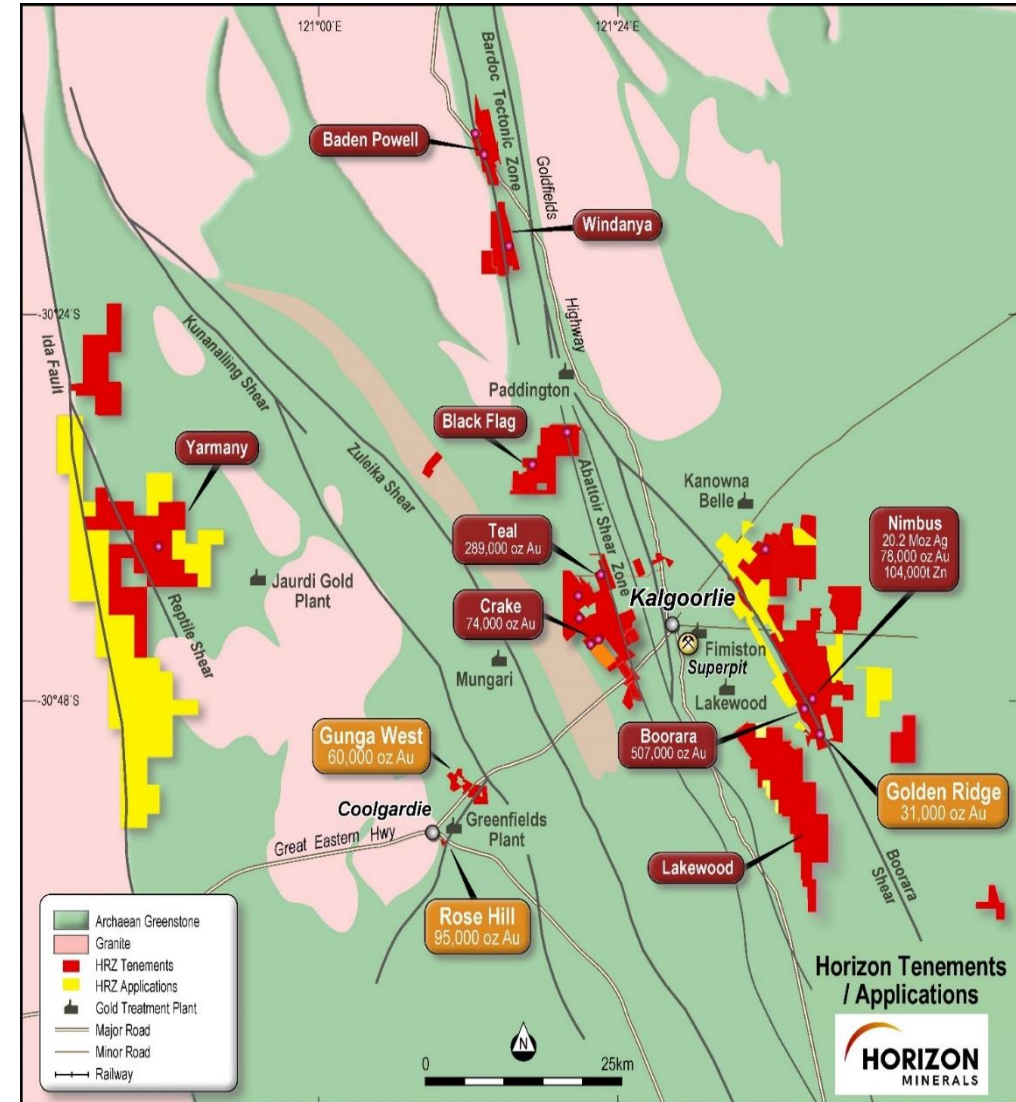 121°00´E
121°24´E
Bardoc Tectonic Zone
Baden Powell
Goldfields
Highway
Windanya
-30°24´S
Ida Fault
Kunanalling Shear
Paddington
Black Flag
Zuleika Shear
Abattoir Shear Zone
Yarmany
Kanowna
Belle
Teal
289,000 oz Au
Nimbus
20.2 Moz Ag
78,000 oz Au
104,000t Zn
Jaurdi Gold
Plant
Reptile Shear
Crake
74,000 oz Au
Kalgoorlie
Fimiston
Superpit
Mungari
Lakewood
-30°48´S
Gunga West
60,000 oz Au
Boorara
507,000 oz Au
Golden Ridge
31,000 oz Au
Coolgardie
Greenfields
Plant
Great Eastern Hwy
Lakewood
Boorara
Shear
Rose Hill
95,000 oz Au
Archaean Greenstone
Granite
HRZ Tenements
HRZ Applications
Gold Treatment Plant
Major Road
Minor Road
Railway
N
0
25km
Horizon Tenements
/ Applications
HORIZON
MINERALS